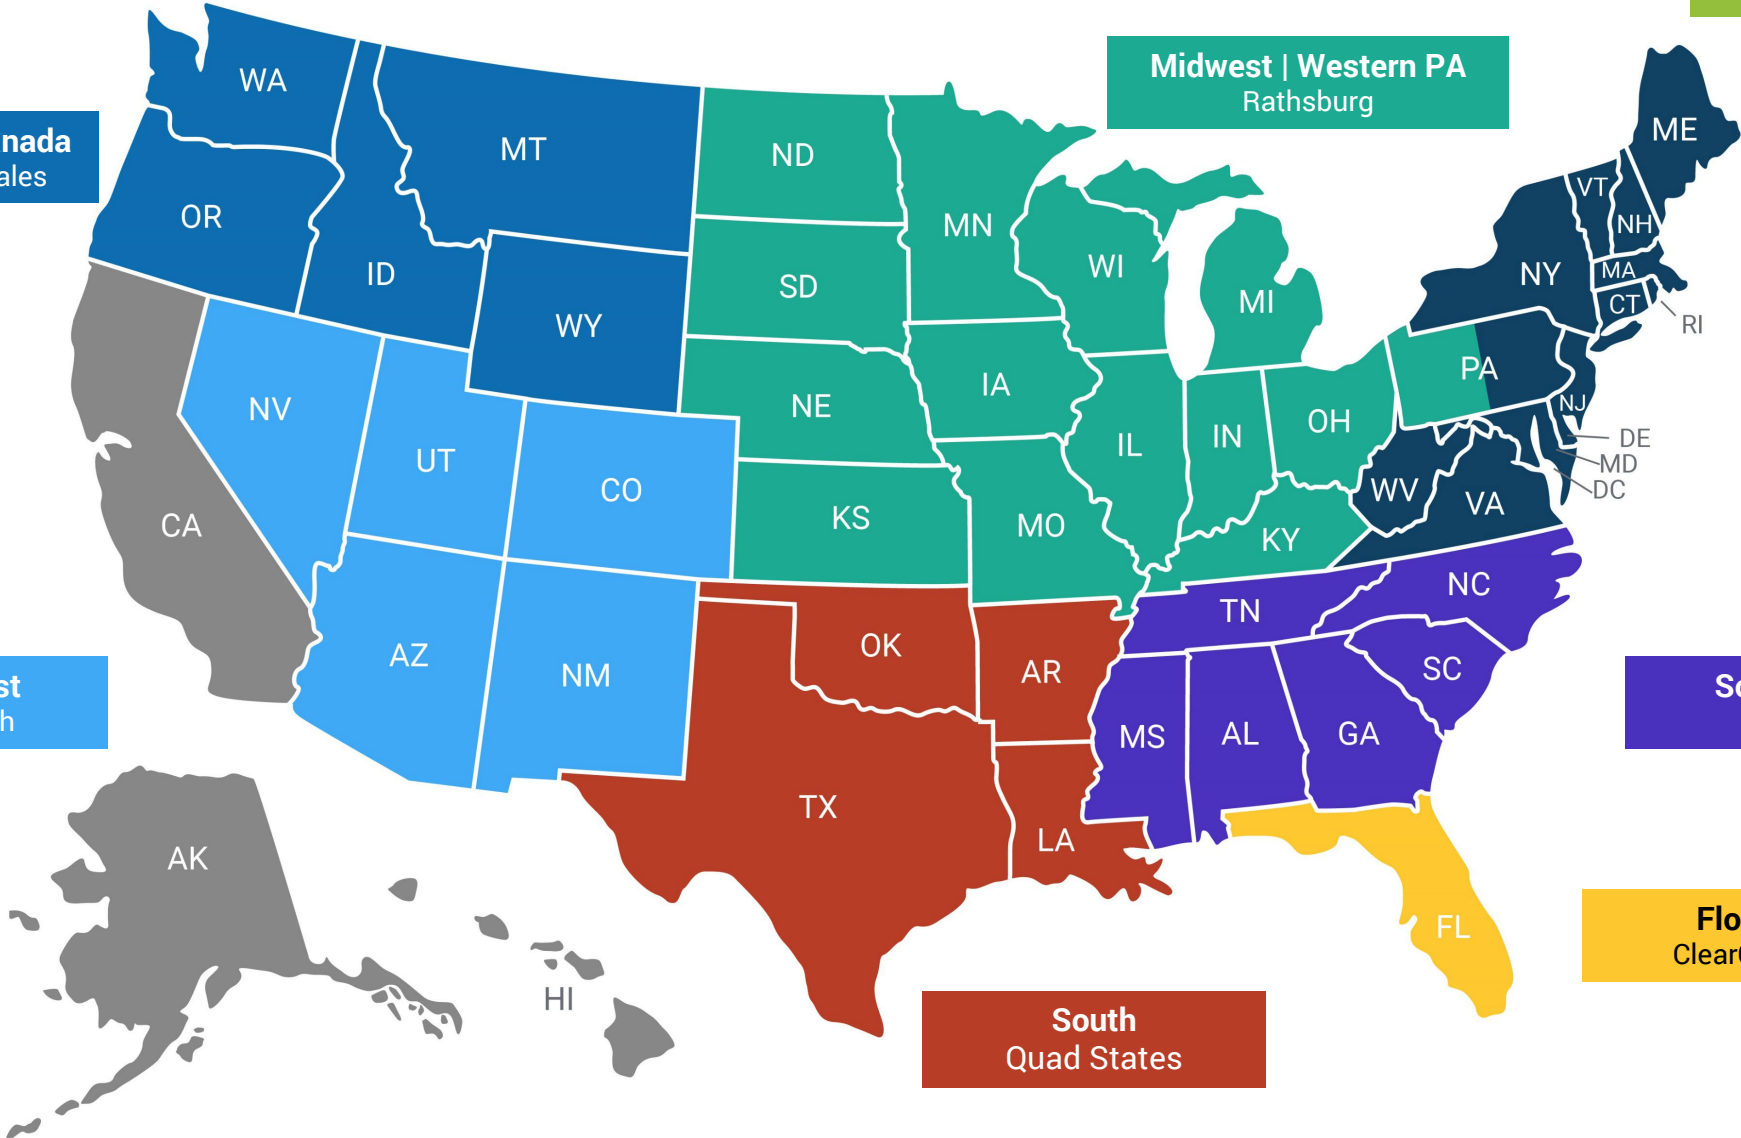 Midwest | Western PA
Rathsburg
nada
ales
WA
MT
ND
MN
ME
VT
NH
OR
ID
SD
WI
MI
NY
MA
CT
RI
WY
NE
IA
PA
NJ
NV
UT
CO
IL
IN
OH
DE
MD
DC
WV
VA
CA
KS
MO
KY
NC
TN
AZ
NM
OK
AR
SC
st
h
So
MS
AL
GA
TX
LA
AK
FL
Flo
Clear
HI
South
Quad States